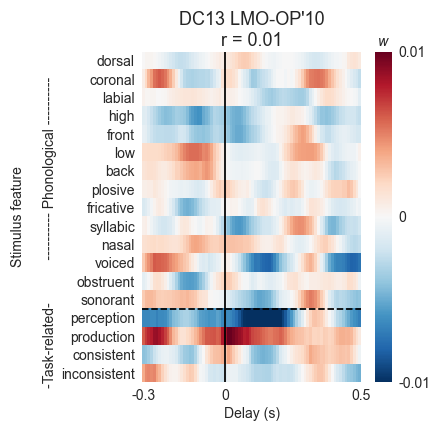 DC13 LMO-OP'10
r = 0.01
w
dorsal
coronal
labial
high
front
low
back
plosive
fricative
syllabic
nasal
voiced
obstruent
sonorant
perception
production
consistent
inconsistent
Stimulus feature
-Task-related- ---------- Phonological ----------
0.01
0
-0.01
-0.3
0
0.5
Delay (s)